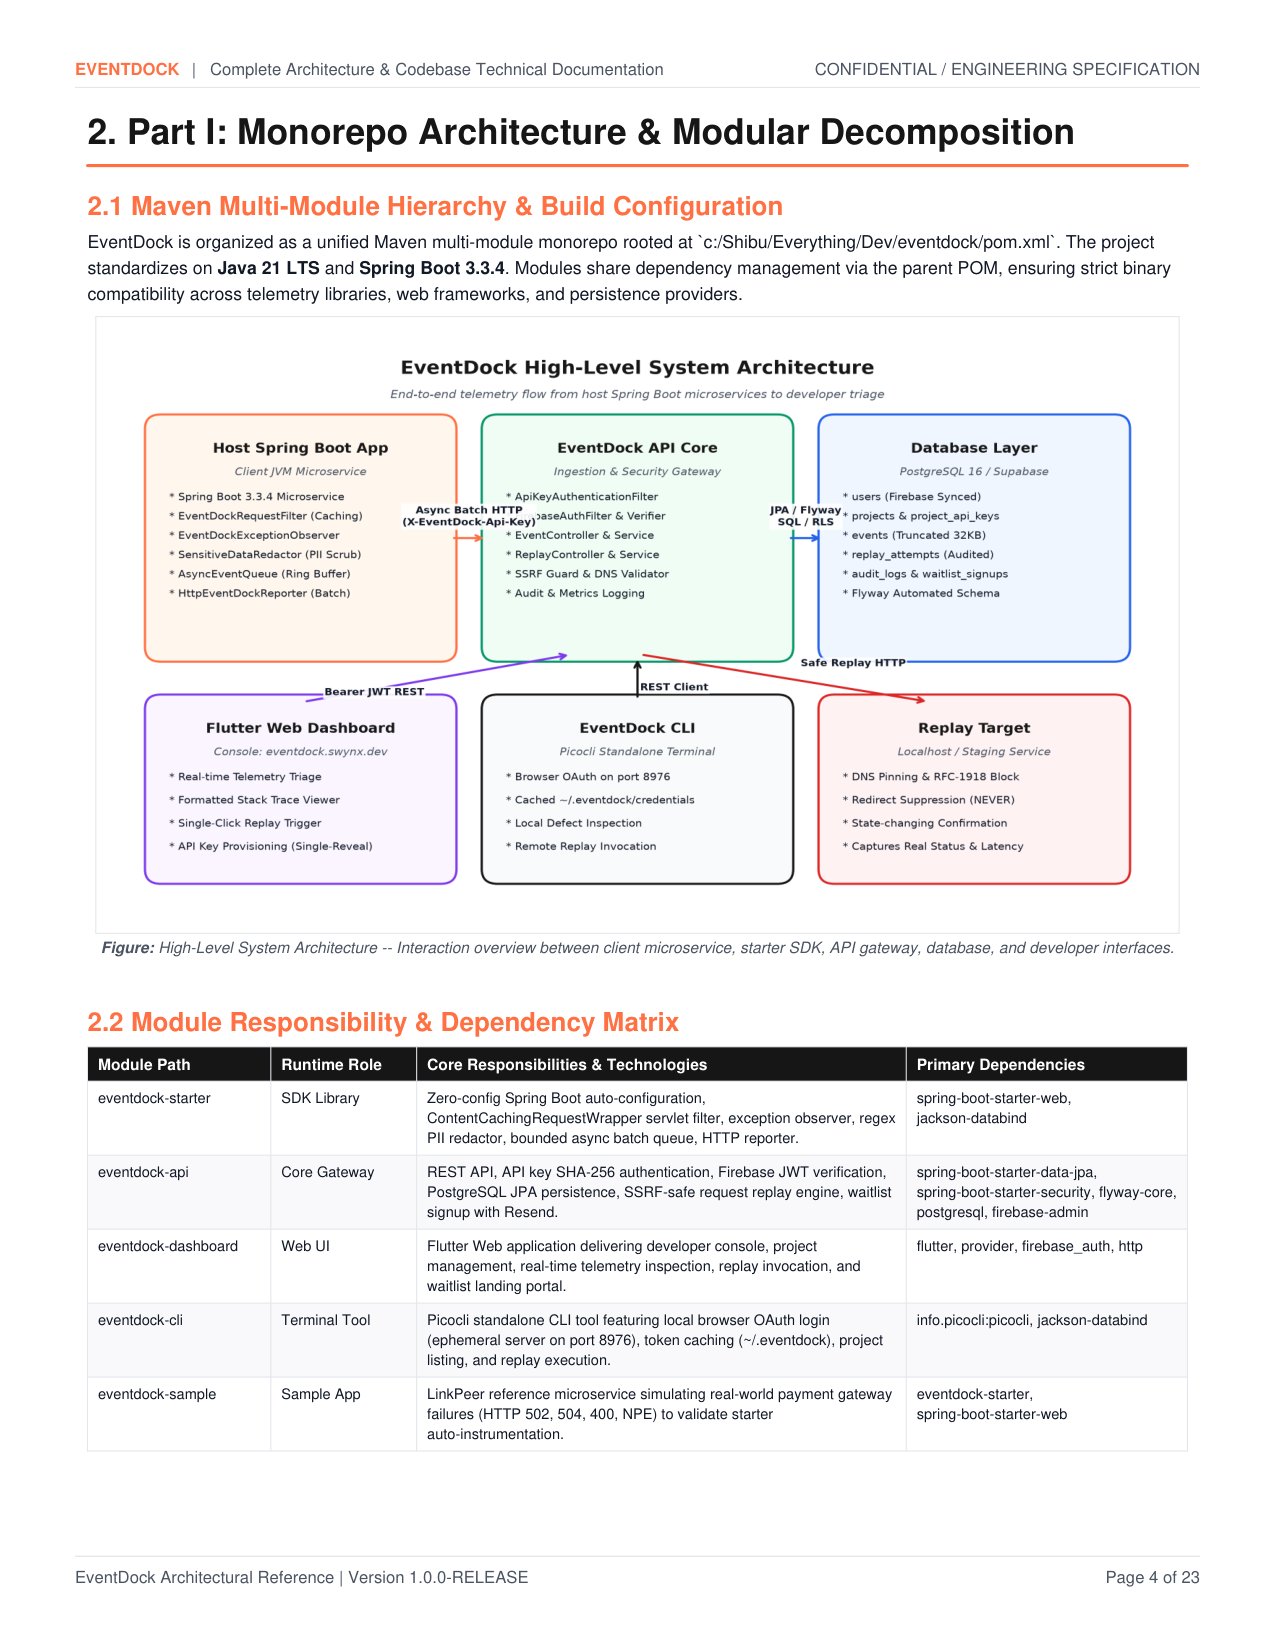 EVENTDOCK | Complete Architecture & Codebase Technical Documentation
CONFIDENTIAL / ENGINEERING SPECIFICATION
2. Part I: Monorepo Architecture & Modular Decomposition
2.1 Maven Multi-Module Hierarchy & Build Configuration
EventDock is organized as a unified Maven multi-module monorepo rooted at `c:/Shibu/Everything/Dev/eventdock/pom.xml`. The project
standardizes on Java 21 LTS and Spring Boot 3.3.4. Modules share dependency management via the parent POM, ensuring strict binary
compatibility across telemetry libraries, web frameworks, and persistence providers.
EventDock High-Level System Architecture
End-to-end telemetry flow from host Spring Boot microservices to developer triage
Host Spring Boot App
Client JVM Microservice
* Spring Boot 3.3.4 Microservice
* EventDockRequestFilter (Caching)
* EventDockExceptionObserver
* SensitiveDataRedactor (PII Scrub)
* AsyncEventQueue (Ring Buffer)
* HttpEventDockReporter (Batch)
Async Batch HTTP
(X-EventDock-Api-Key)
EventDock API Core
Ingestion & Security Gateway
* ApiKeyAuthenticationFilter
baseAuthFilter & Verifier
* EventController & Service
* ReplayController & Service
* SSRF Guard & DNS Validator
* Audit & Metrics Logging
JPA / Flyway
SQL / RLS
Database Layer
PostgreSQL 16 / Supabase
* users (Firebase Synced)
* projects & project_api_keys
* events (Truncated 32KB)
* replay_attempts (Audited)
* audit_logs & waitlist_signups
* Flyway Automated Schema
Bearer JWT REST
REST Client
Safe Replay HTTP
Flutter Web Dashboard
Console: eventdock.swynx.dev
* Real-time Telemetry Triage
* Formatted Stack Trace Viewer
* Single-Click Replay Trigger
* API Key Provisioning (Single-Reveal)
EventDock CLI
Picocli Standalone Terminal
* Browser OAuth on port 8976
* Cached ~/.eventdock/credentials
* Local Defect Inspection
* Remote Replay Invocation
Replay Target
Localhost / Staging Service
* DNS Pinning & RFC-1918 Block
* Redirect Suppression (NEVER)
* State-changing Confirmation
* Captures Real Status & Latency
Figure: High-Level System Architecture -- Interaction overview between client microservice, starter SDK, API gateway, database, and developer interfaces.
2.2 Module Responsibility & Dependency Matrix
Module Path
Runtime Role
Core Responsibilities & Technologies
Primary Dependencies
eventdock-starter
SDK Library
Zero-config Spring Boot auto-configuration,
ContentCachingRequestWrapper servlet filter, exception observer, regex
PII redactor, bounded async batch queue, HTTP reporter.
spring-boot-starter-web,
jackson-databind
eventdock-api
Core Gateway
REST API, API key SHA-256 authentication, Firebase JWT verification,
PostgreSQL JPA persistence, SSRF-safe request replay engine, waitlist
signup with Resend.
spring-boot-starter-data-jpa,
spring-boot-starter-security, flyway-core,
postgresql, firebase-admin
eventdock-dashboard
Web UI
Flutter Web application delivering developer console, project
management, real-time telemetry inspection, replay invocation, and
waitlist landing portal.
flutter, provider, firebase_auth, http
eventdock-cli
Terminal Tool
Picocli standalone CLI tool featuring local browser OAuth login
(ephemeral server on port 8976), token caching (~/.eventdock), project
listing, and replay execution.
info.picocli:picocli, jackson-databind
eventdock-sample
Sample App
LinkPeer reference microservice simulating real-world payment gateway
failures (HTTP 502, 504, 400, NPE) to validate starter
auto-instrumentation.
eventdock-starter,
spring-boot-starter-web
EventDock Architectural Reference | Version 1.0.0-RELEASE
Page 4 of 23